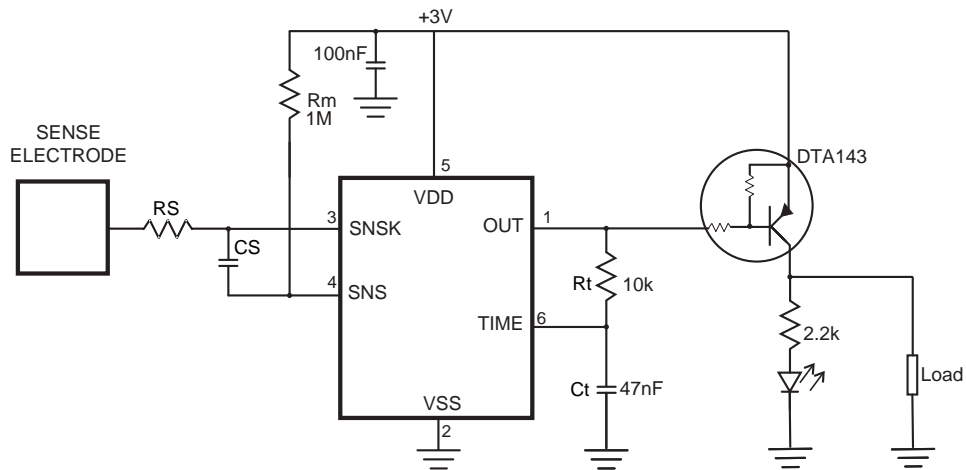 +3V
100nF
Rm
1M
SENSE
ELECTRODE
DTA143
5
VDD
RS
3
SNSK
OUT
1
CS
4
SNS
Rt
10k
TIME
6
2.2k
Ct
47nF
Load
VSS
2